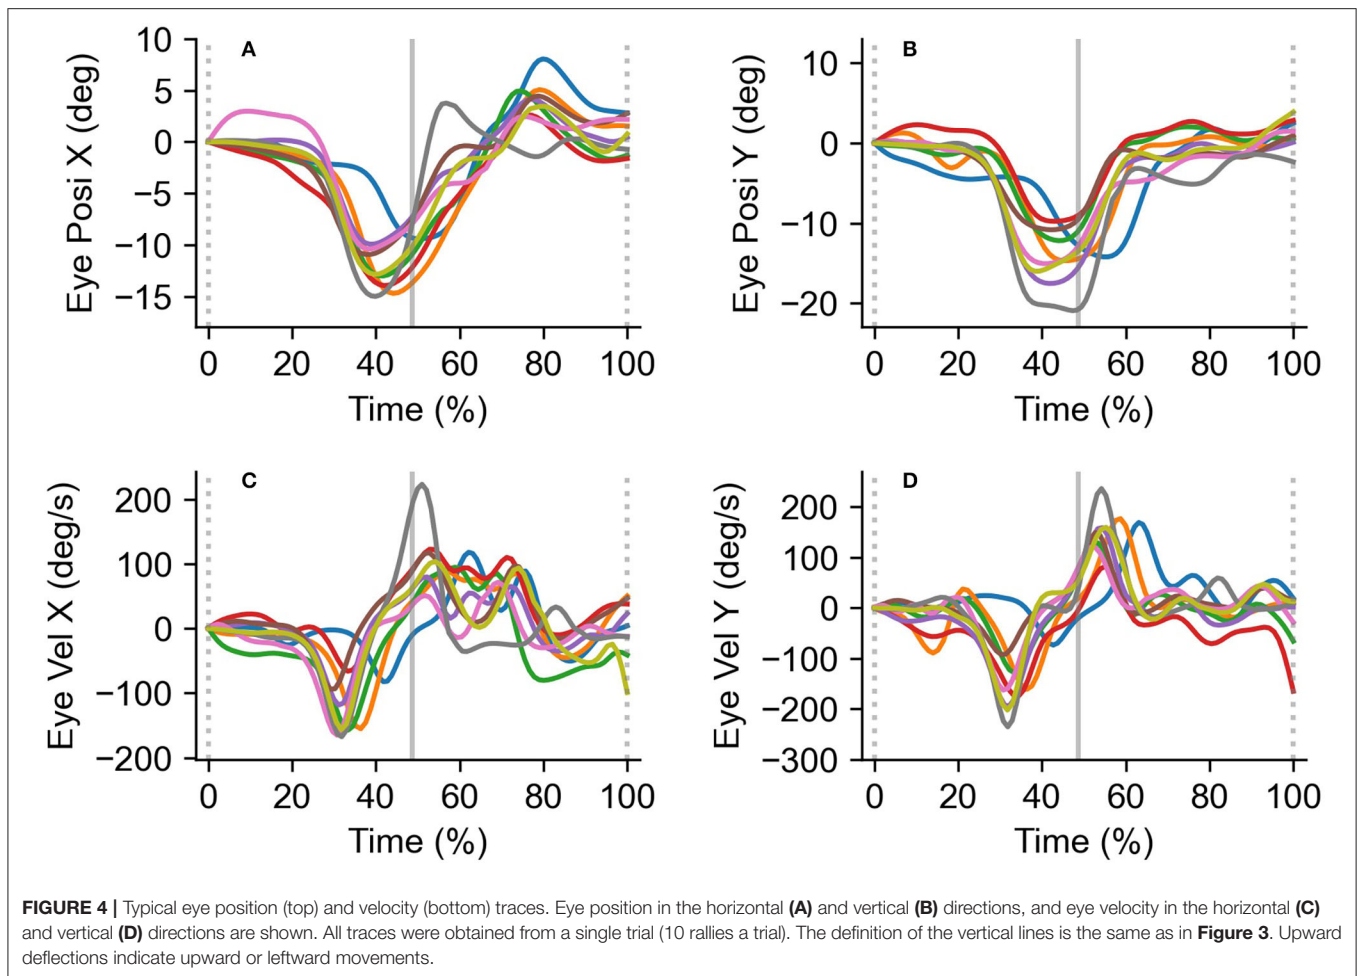 A
10
5
0
−5
−10
−15
Eye Posi X (deg)
0 20 40 60 80 100
Time (%)
B
10
0
−10
−20
Eye Posi Y (deg)
0 20 40 60 80 100
Time (%)
C
200
100
0
−100
−200
Eye Vel X (deg/s)
0 20 40 60 80 100
Time (%)
D
200
100
0
−100
−200
−300
Eye Vel Y (deg/s)
0 20 40 60 80 100
Time (%)
FIGURE 4 | Typical eye position (top) and velocity (bottom) traces. Eye position in the horizontal (A) and vertical (B) directions, and eye velocity in the horizontal (C)
and vertical (D) directions are shown. All traces were obtained from a single trial (10 rallies a trial). The definition of the vertical lines is the same as in Figure 3. Upward
deflections indicate upward or leftward movements.